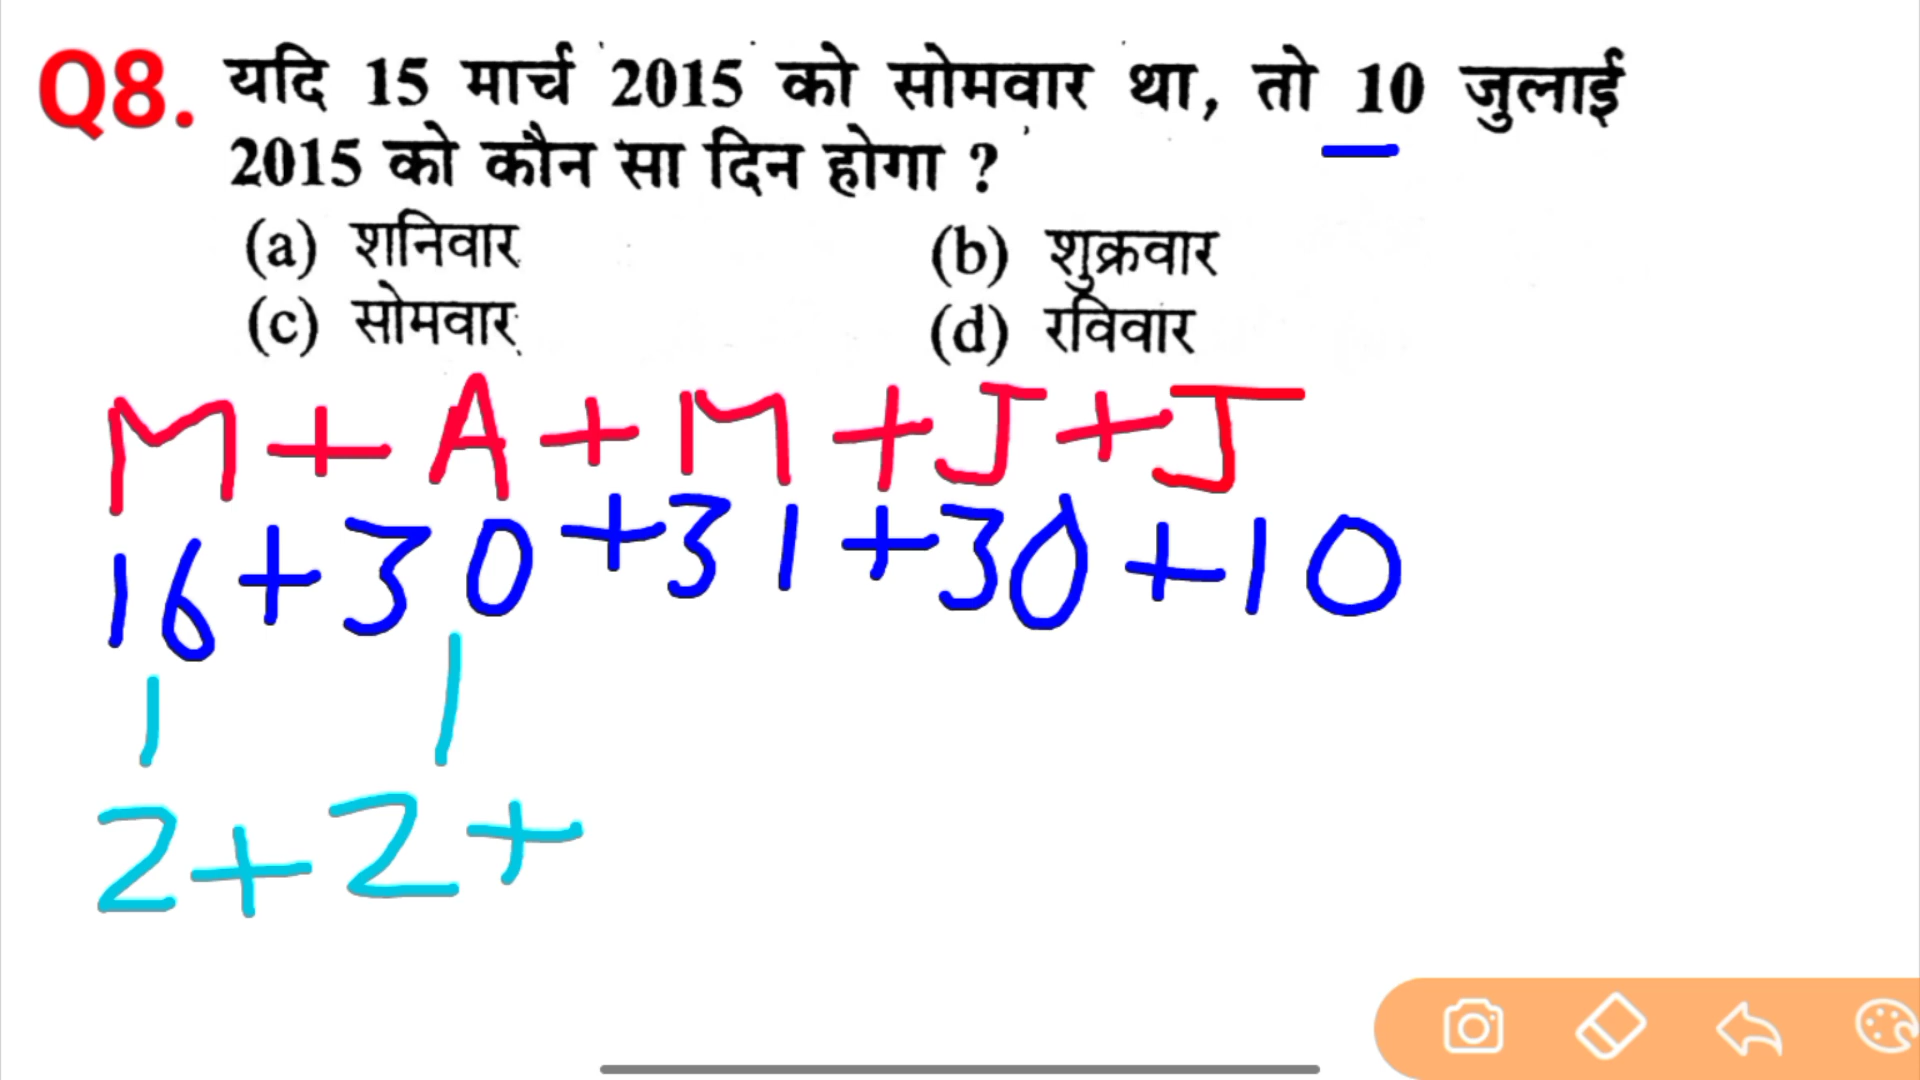 Q8. यदि 15 मार्च 2015 को सोमवार था, तो 10 जुलाई
2015 को कौन सा दिन होगा ?
(a) शनिवार (b) शुक्रवार
(c) सोमवार (d) रविवार
M+A+M+J+J
16+30+31+30+10
2+2+